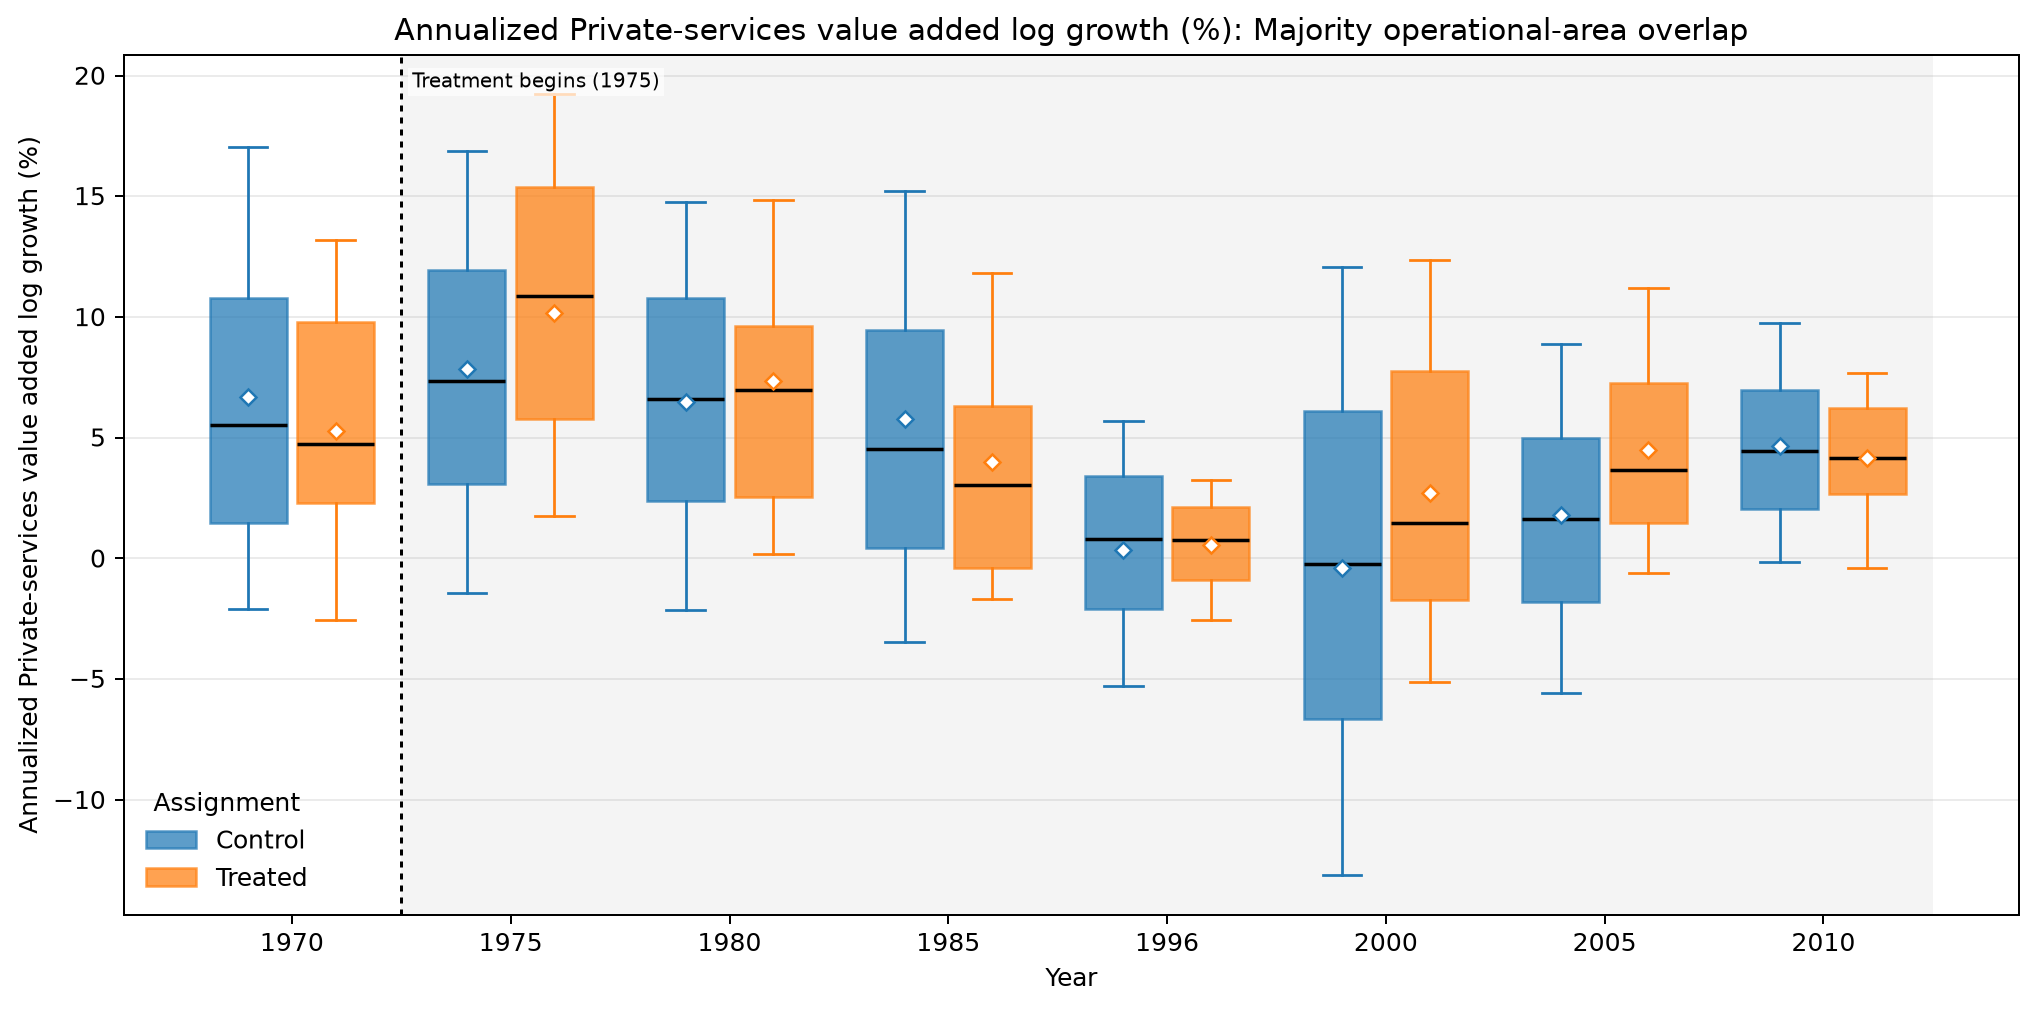 Annualized Private-services value added log growth (%): Majority operational-area overlap
Treatment begins (1975)
Annualized Private-services value added log growth (%)
20
15
10
5
0
−5
−10
Assignment
Control
Treated
1970 1975 1980 1985 1996 2000 2005 2010
Year